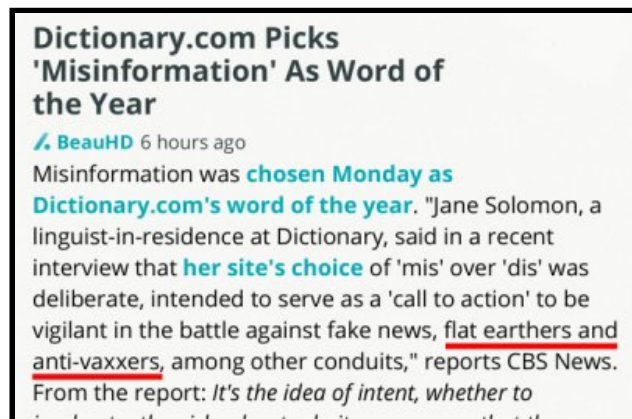 Dictionary.com Picks
'Misinformation' As Word of
the Year
BeauHD 6 hours ago
Misinformation was chosen Monday as
Dictionary.com's word of the year. "Jane Solomon, a
linguist-in-residence at Dictionary, said in a recent
interview that her site's choice of 'mis' over 'dis' was
deliberate, intended to serve as a 'call to action' to be
vigilant in the battle against fake news, flat earthers and
anti-vaxxers, among other conduits," reports CBS News.
From the report: It's the idea of intent, whether to